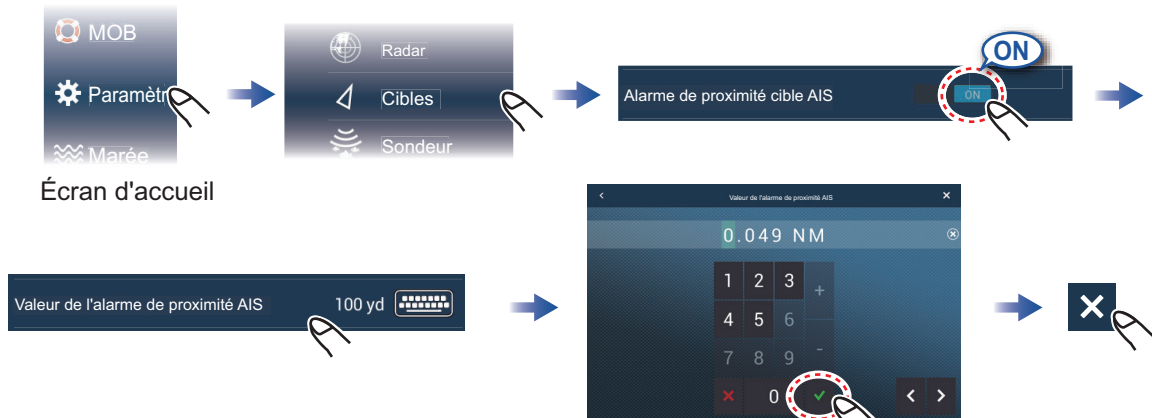 MOB
Paramètr
Marée
Écran d'accueil
Radar
Cibles
Sondeur
Alarme de proximité cible AIS
ON
ON
Valeur de l'alarme de proximité AIS 100 yd
Valeur de l'alarme de proximité AIS
0.049 NM
1 2 3 +
4 5 6
7 8 9 -
0